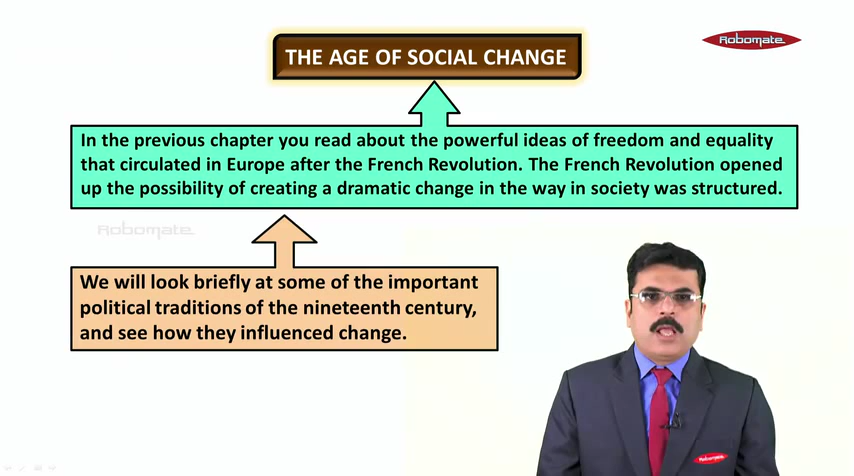 THE AGE OF SOCIAL CHANGE
Robomate
In the previous chapter you read about the powerful ideas of freedom and equality
that circulated in Europe after the French Revolution. The French Revolution opened
up the possibility of creating a dramatic change in the way in society was structured.
Robomate
We will look briefly at some of the important
political traditions of the nineteenth century,
and see how they influenced change.
Robomate